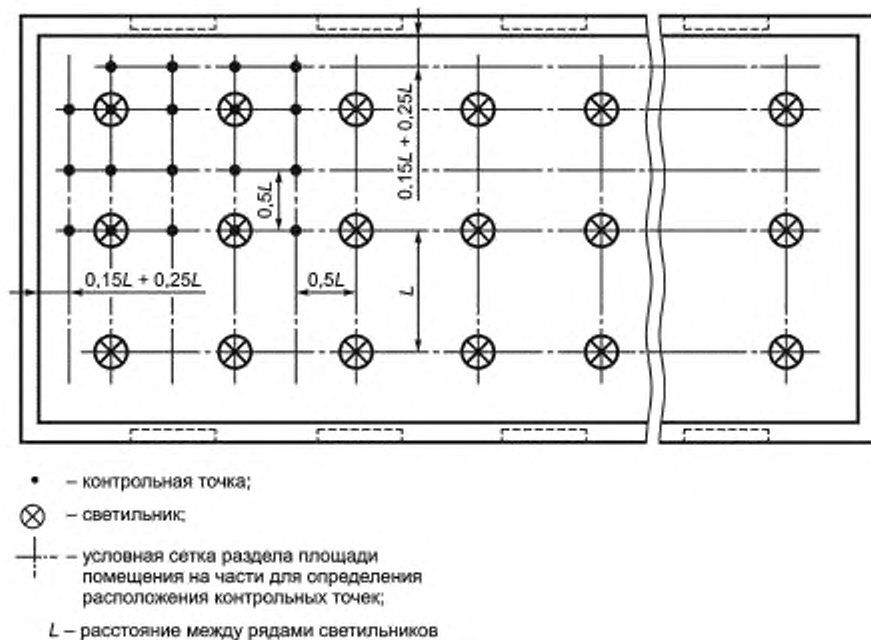 0,15L + 0,25L
0,5L
0,15L + 0,25L
0,5L
L
– контрольная точка;
– светильник;
– условная сетка раздела площади
помещения на части для определения
расположения контрольных точек;
L – расстояние между рядами светильников